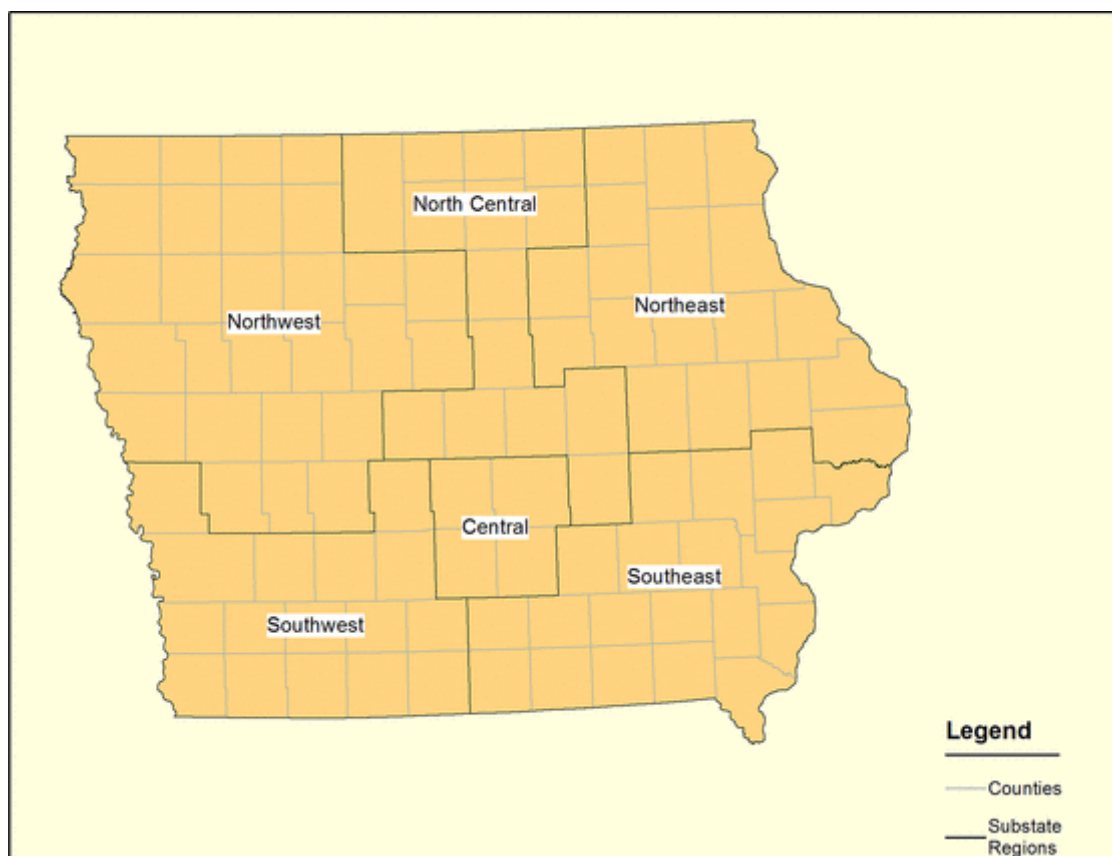 North Central
Northeast
Northwest
Central
Southeast
Southwest
Legend
Counties
Substate
Regions